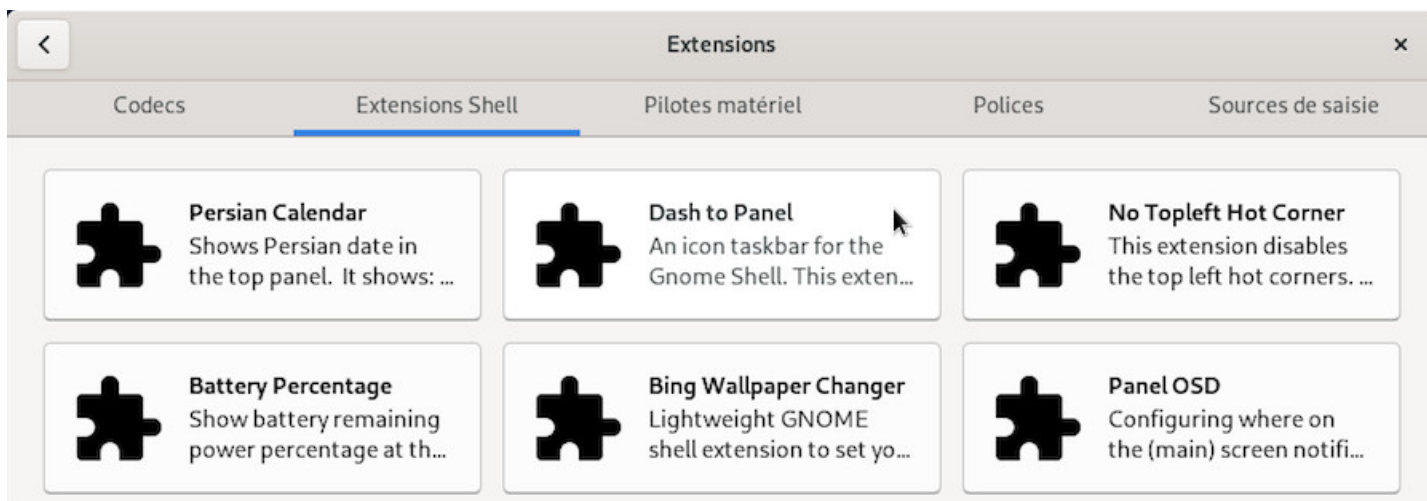 Extensions
Codecs
Extensions Shell
Pilotes matériel
Polices
Sources de saisie
Persian Calendar
Shows Persian date in
the top panel. It shows: ...
Dash to Panel
An icon taskbar for the
Gnome Shell. This exten...
No Topleft Hot Corner
This extension disables
the top left hot corners. ...
Battery Percentage
Show battery remaining
power percentage at th...
Bing Wallpaper Changer
Lightweight GNOME
shell extension to set yo...
Panel OSD
Configuring where on
the (main) screen notifi...